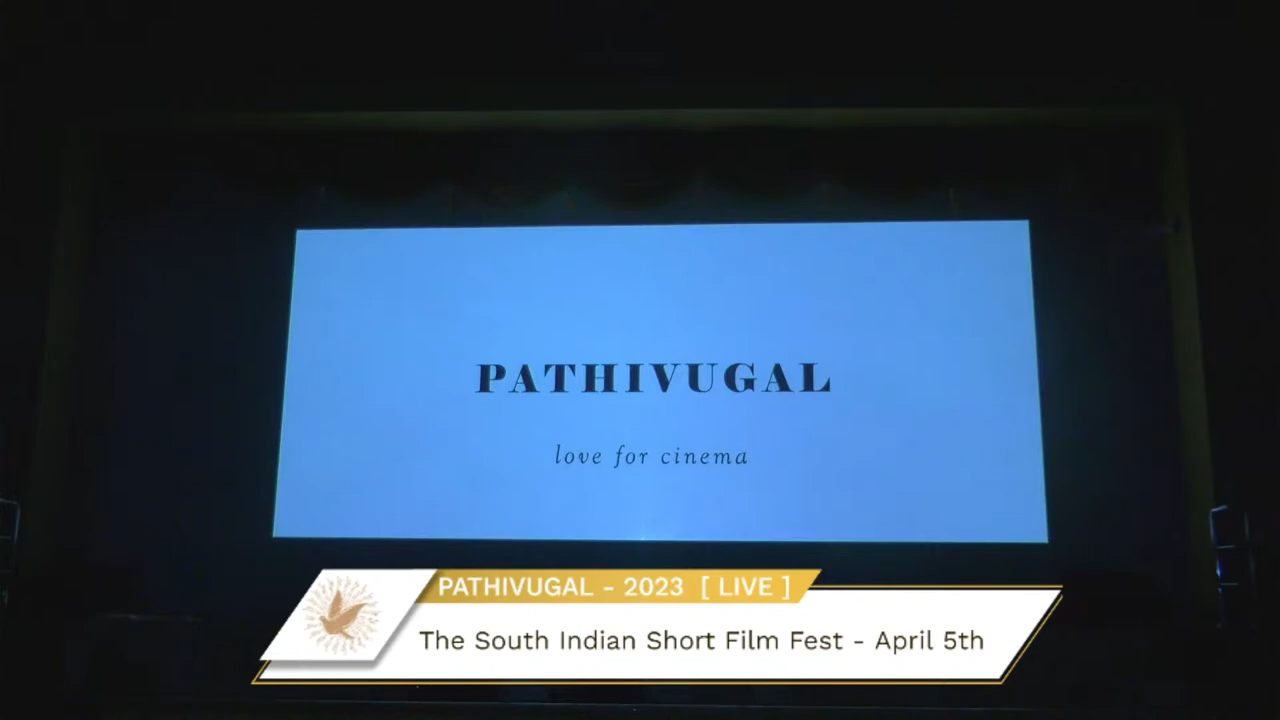 PATHIVUGAL
love for cinema
PATHIVUGAL - 2023 [ LIVE ]
The South Indian Short Film Fest - April 5th